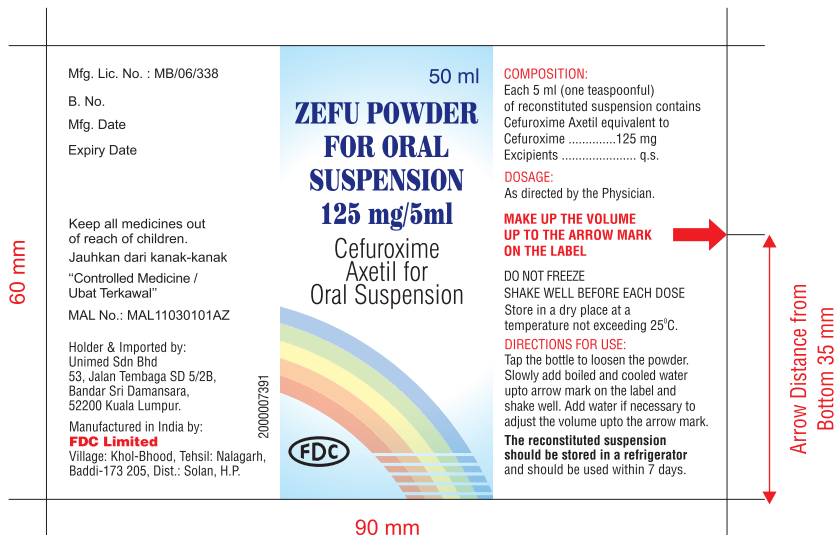 Mfg. Lic. No. : MB/06/338
B. No.
Mfg. Date
Expiry Date
Keep all medicines out
of reach of children.
Jauhkan dari kanak-kanak
“Controlled Medicine /
Ubat Terkawal”
MAL No.: MAL11030101AZ
Holder & Imported by:
Unimed Sdn Bhd
53, Jalan Tembaga SD 5/2B,
Bandar Sri Damansara,
52200 Kuala Lumpur.
Manufactured in India by:
FDC Limited
Village: Khol-Bhood, Tehsil: Nalagarh,
Baddi-173 205, Dist.: Solan, H.P.
2000007391
50 ml
ZEFU POWDER
FOR ORAL
SUSPENSION
125 mg/5ml
Cefuroxime
Axetil for
Oral Suspension
FDC
COMPOSITION:
Each 5 ml (one teaspoonful)
of reconstituted suspension contains
Cefuroxime Axetil equivalent to
Cefuroxime ..............125 mg
Excipients ...................... q.s.
DOSAGE:
As directed by the Physician.
MAKE UP THE VOLUME
UP TO THE ARROW MARK
ON THE LABEL
DO NOT FREEZE
SHAKE WELL BEFORE EACH DOSE
Store in a dry place at a
temperature not exceeding 25⁰C.
DIRECTIONS FOR USE:
Tap the bottle to loosen the powder.
Slowly add boiled and cooled water
upto arrow mark on the label and
shake well. Add water if necessary to
adjust the volume upto the arrow mark.
The reconstituted suspension
should be stored in a refrigerator
and should be used within 7 days.
60 mm
90 mm
Arrow Distance from
Bottom 35 mm